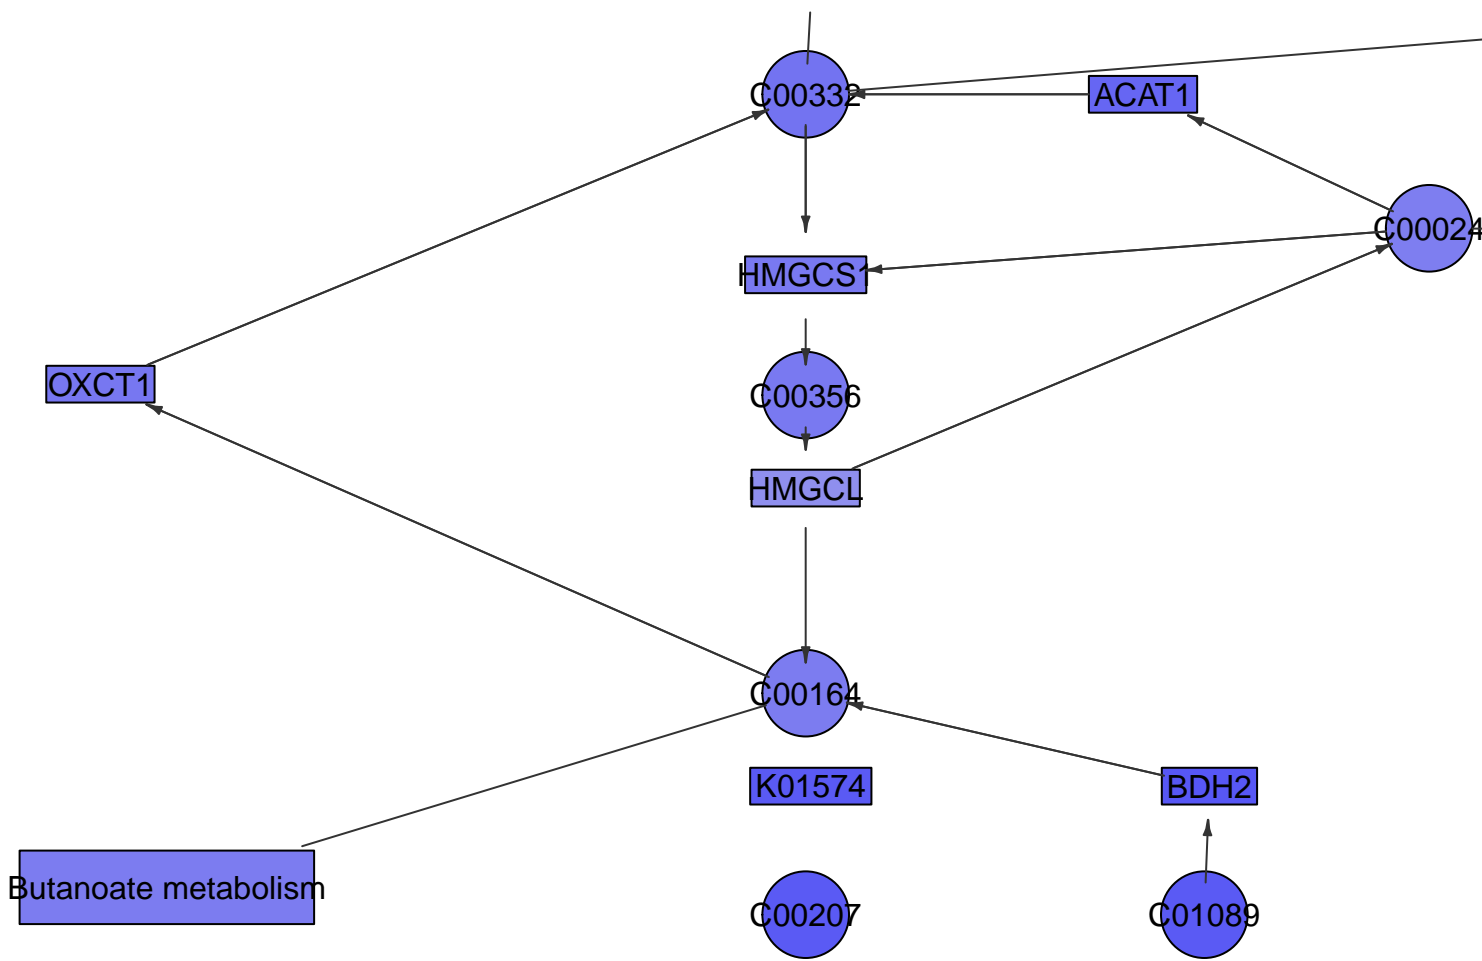 C00332
ACAT1
C00024
HMGCS1
OXCT1
C00356
HMGCL
C00164
K01574
BDH2
Butanoate metabolism
C00207
C01089